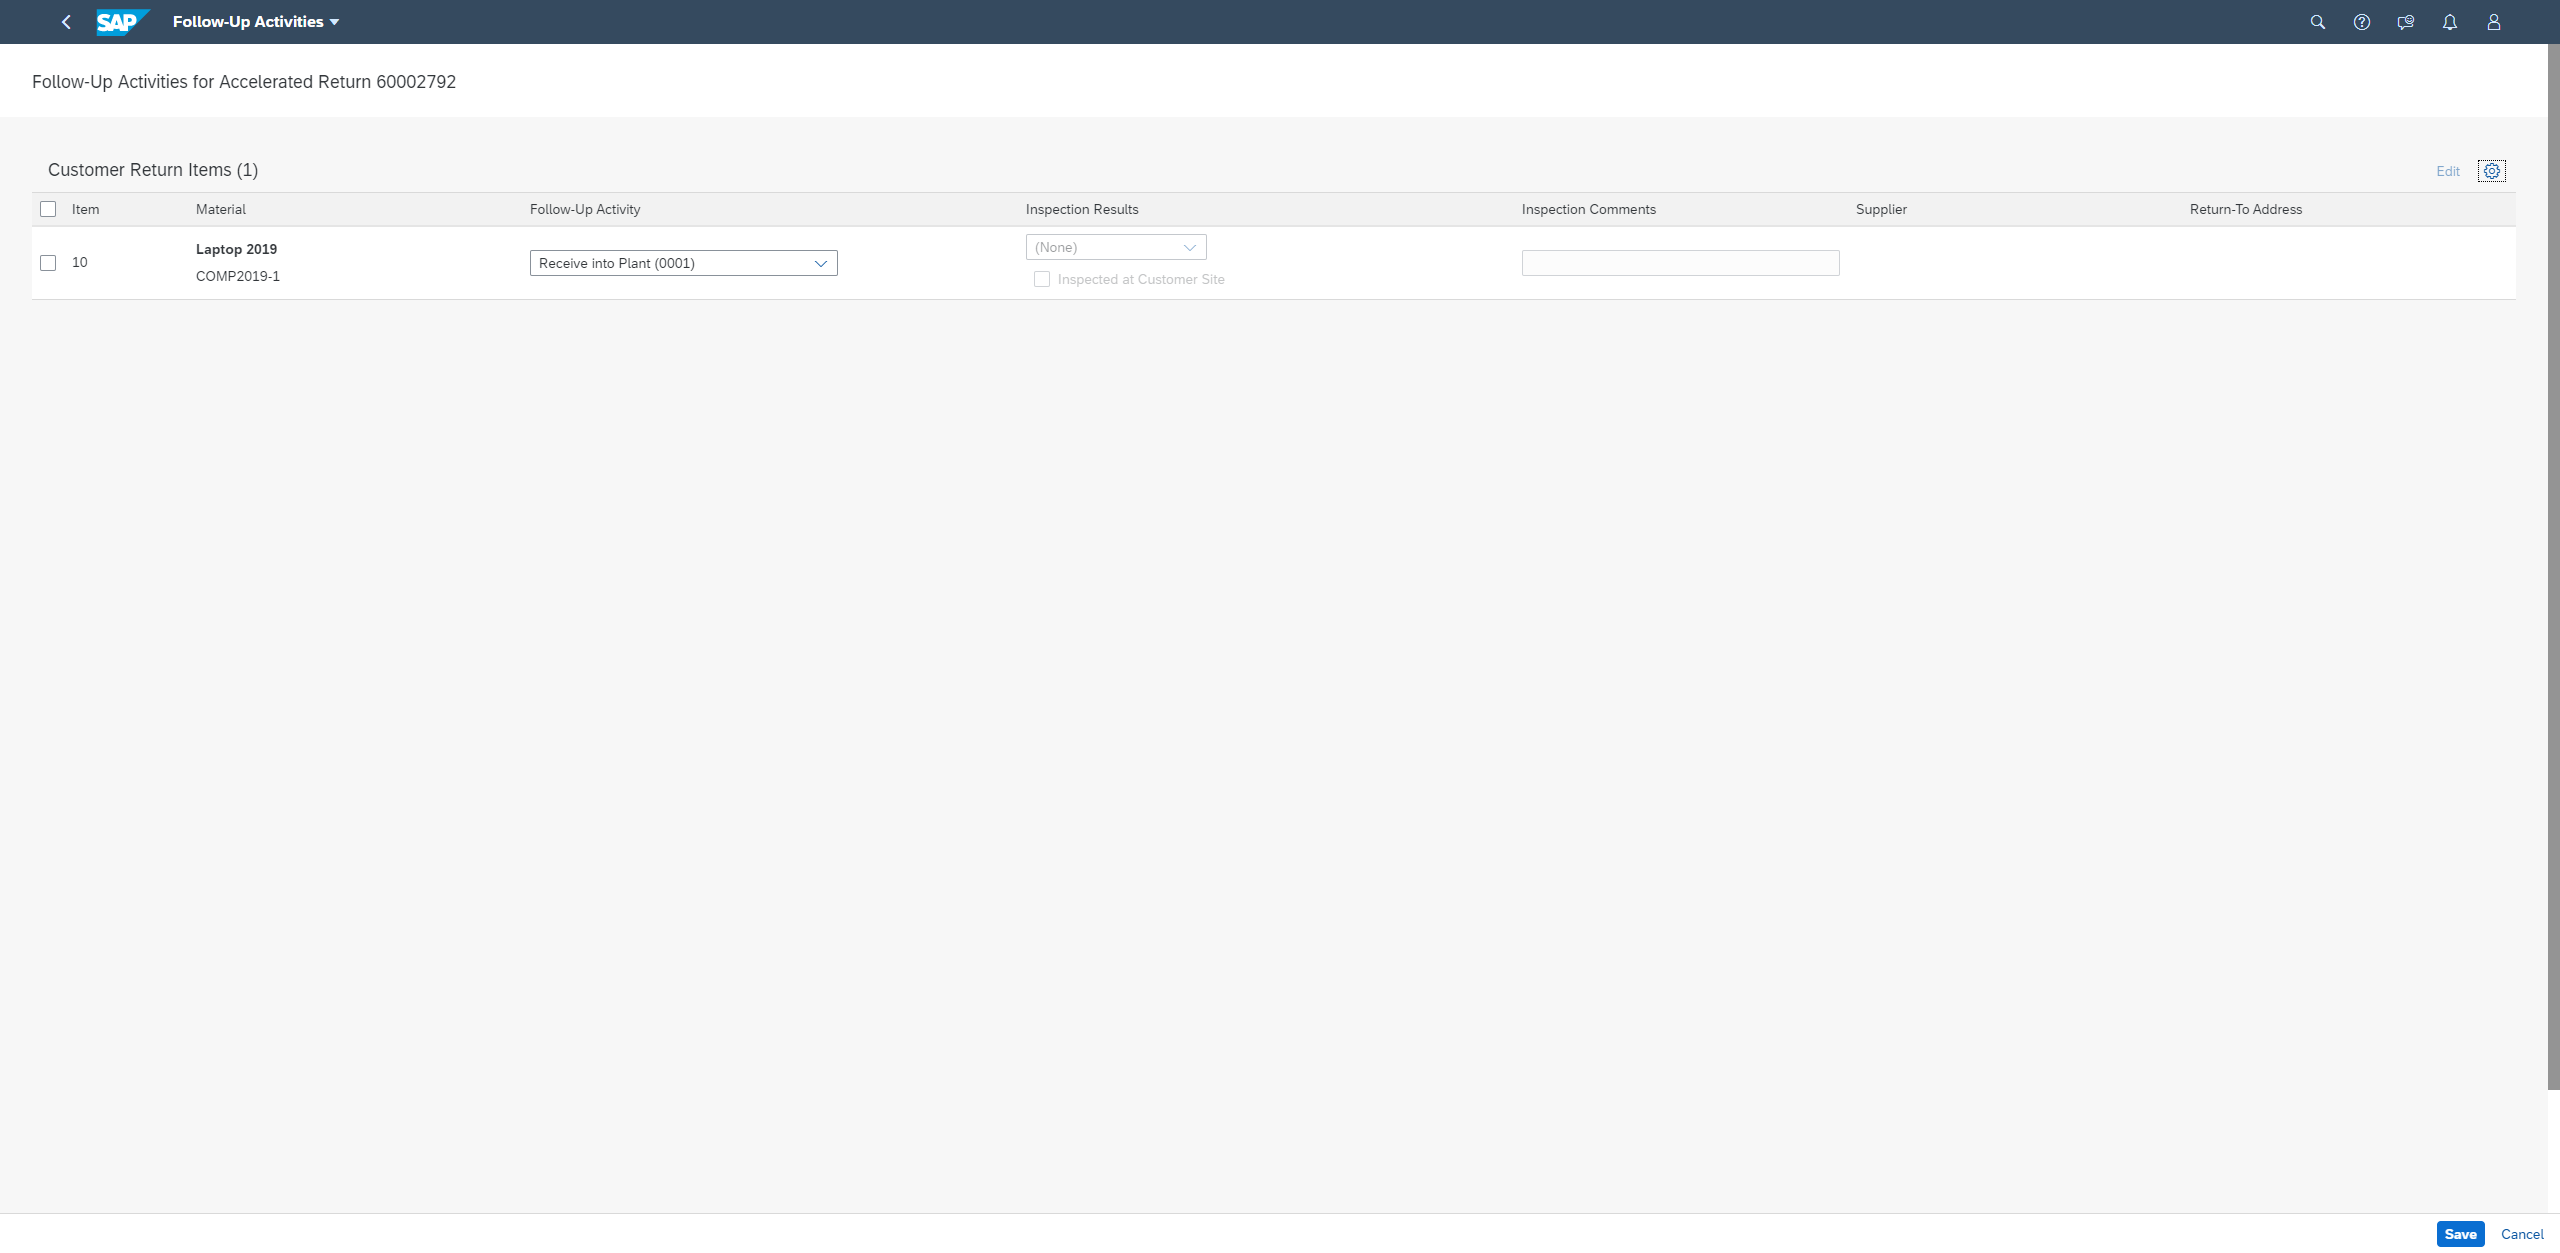 SAP Follow-Up Activities
Follow-Up Activities for Accelerated Return 60002792
Customer Return Items (1) Edit
Item Material Follow-Up Activity Inspection Results Inspection Comments Supplier Return-To Address
10 Laptop 2019 Receive into Plant (0001) (None)
COMP2019-1 Inspected at Customer Site
Save Cancel